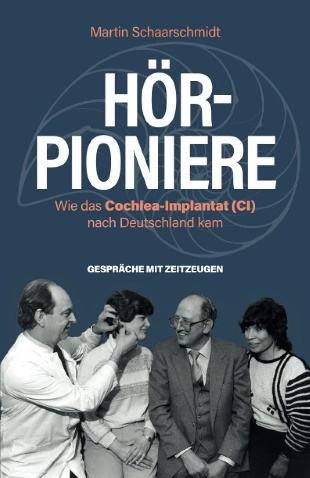 Martin Schaarschmidt
HÖR-
PIONIERE
Wie das Cochlea-Implantat (CI)
nach Deutschland kam
GESPRÄCHE MIT ZEITZEUGEN